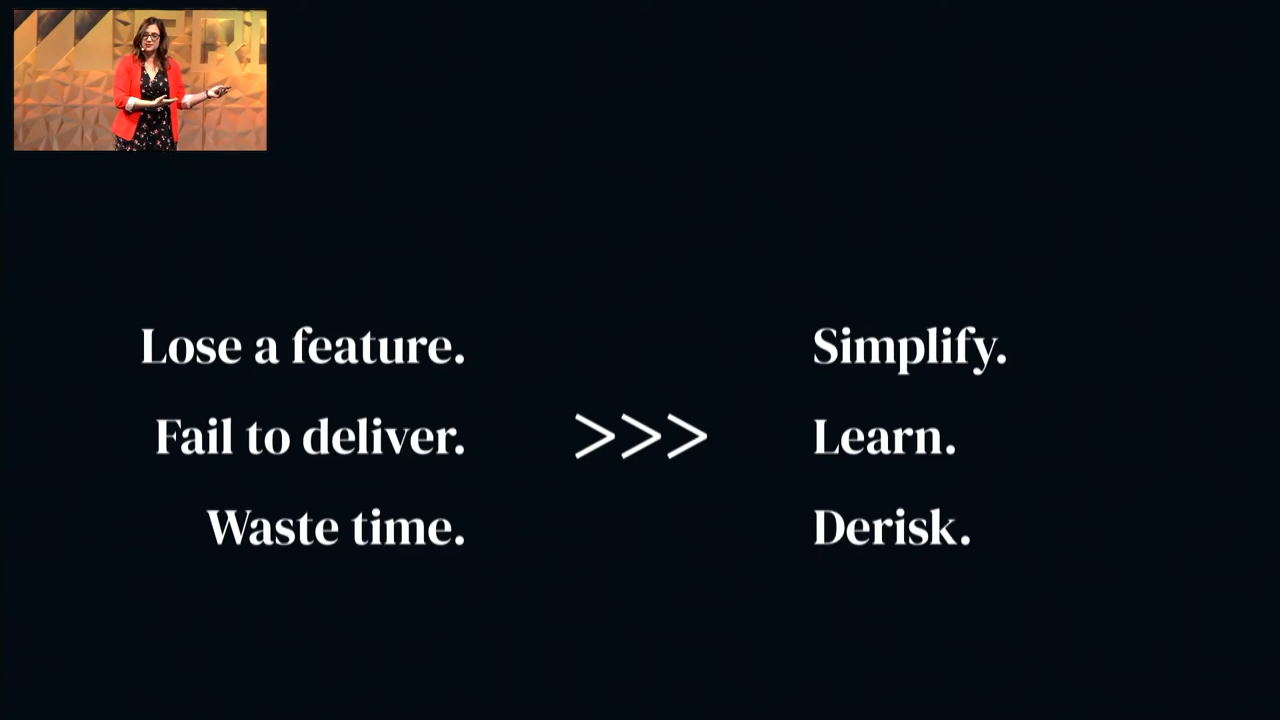 Lose a feature.
Fail to deliver.
Waste time.
>>>
Simplify.
Learn.
Derisk.